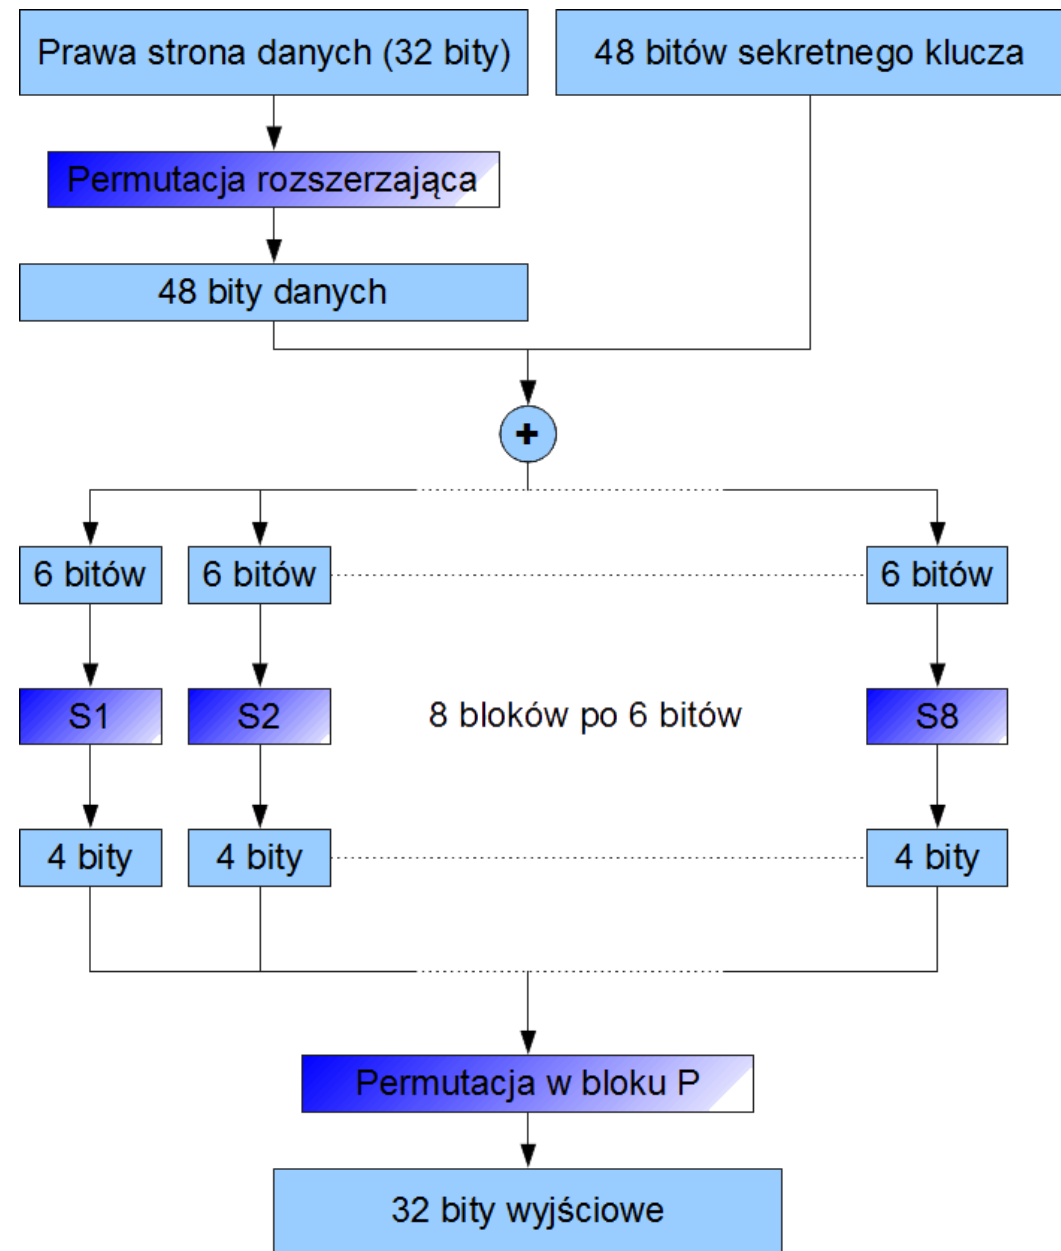 Prawa strona danych (32 bity)
48 bitów sekretnego klucza
Permutacja rozszerzająca
48 bity danych
+
6 bitów
6 bitów
6 bitów
S1
S2
8 bloków po 6 bitów
S8
4 bity
4 bity
4 bity
Permutacja w bloku P
32 bity wyjściowe